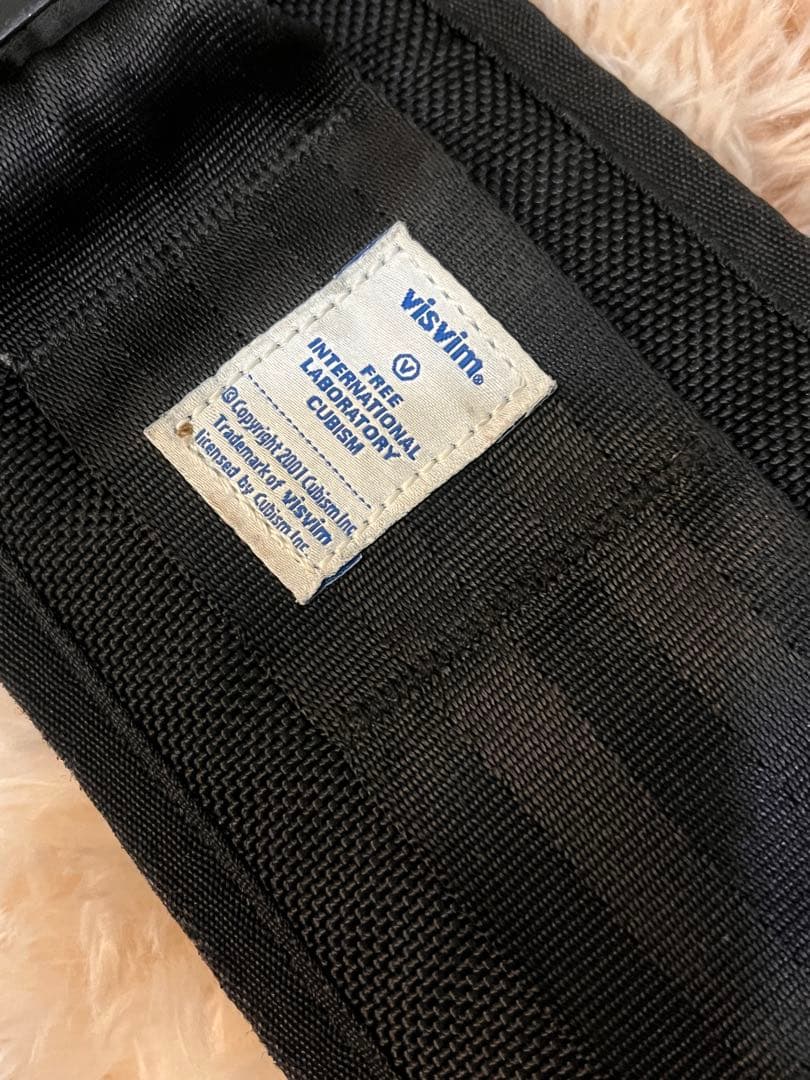 visvim®
V
FREE
INTERNATIONAL
LABORATORY
CUBISM
©Copyright 2001 Cubism.Inc.
Trademark of visvim
licensed by Cubism.Inc.